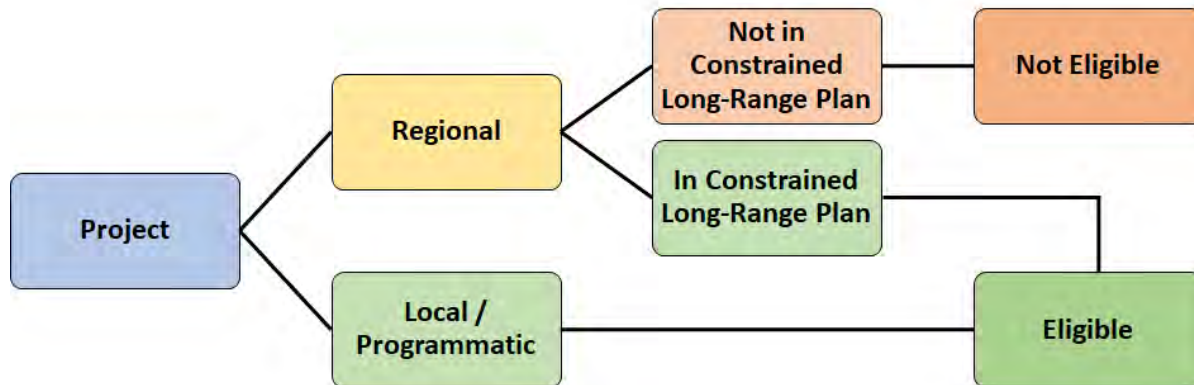 Not in
Constrained
Long-Range Plan
Not Eligible
Regional
In Constrained
Long-Range Plan
Project
Local /
Programmatic
Eligible